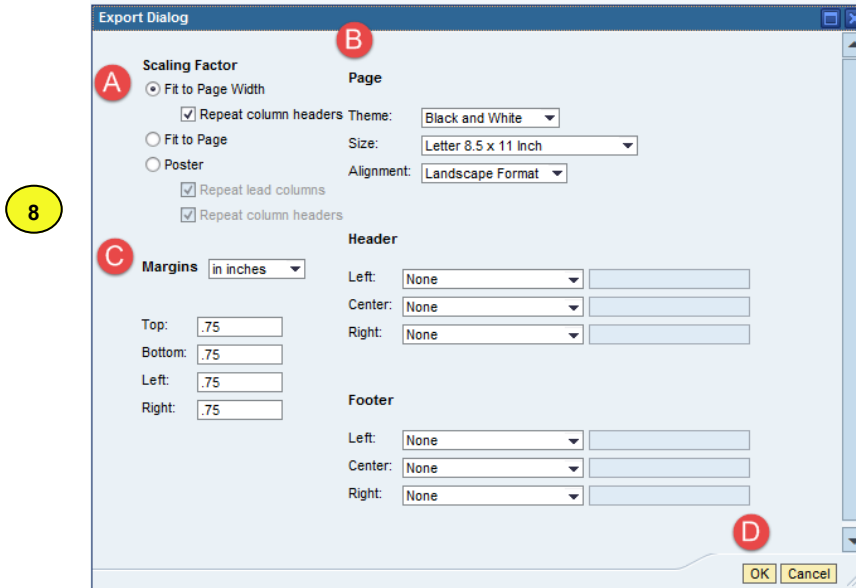 Export Dialog
B
Scaling Factor
A
Fit to Page Width
Repeat column headers
Fit to Page
Poster
Repeat lead columns
Repeat column headers
Page
Theme: Black and White
Size: Letter 8.5 x 11 Inch
Alignment: Landscape Format
8
C
Margins in inches
Top: .75
Bottom: .75
Left: .75
Right: .75
Header
Left: None
Center: None
Right: None
Footer
Left: None
Center: None
Right: None
D
OK Cancel